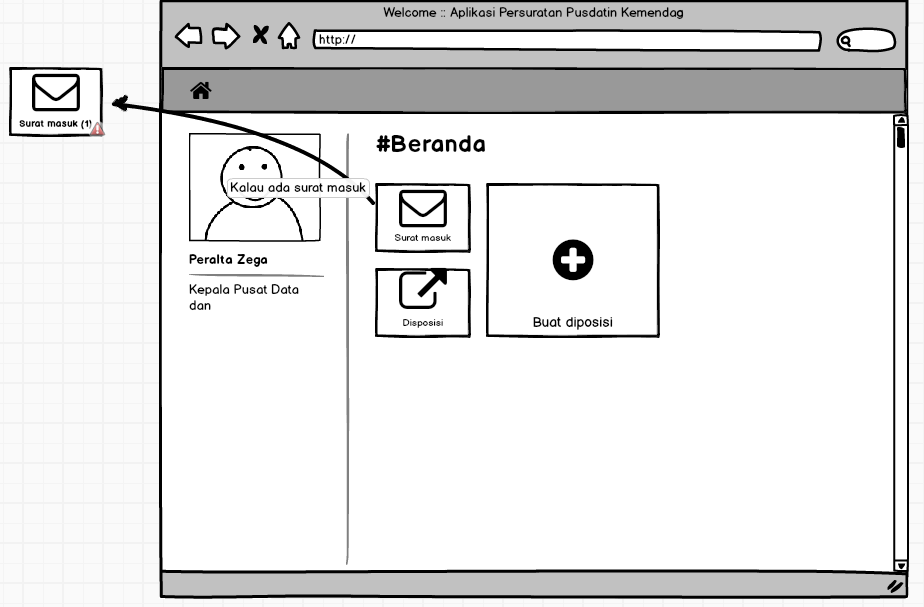 Welcome :: Aplikasi Persuratan Pusdatin Kemendag
http://
Surat masuk (1)
#Beranda
Kalau ada surat masuk
Surat masuk
Peralta Zega
Kepala Pusat Data
dan
Disposisi
Buat diposisi